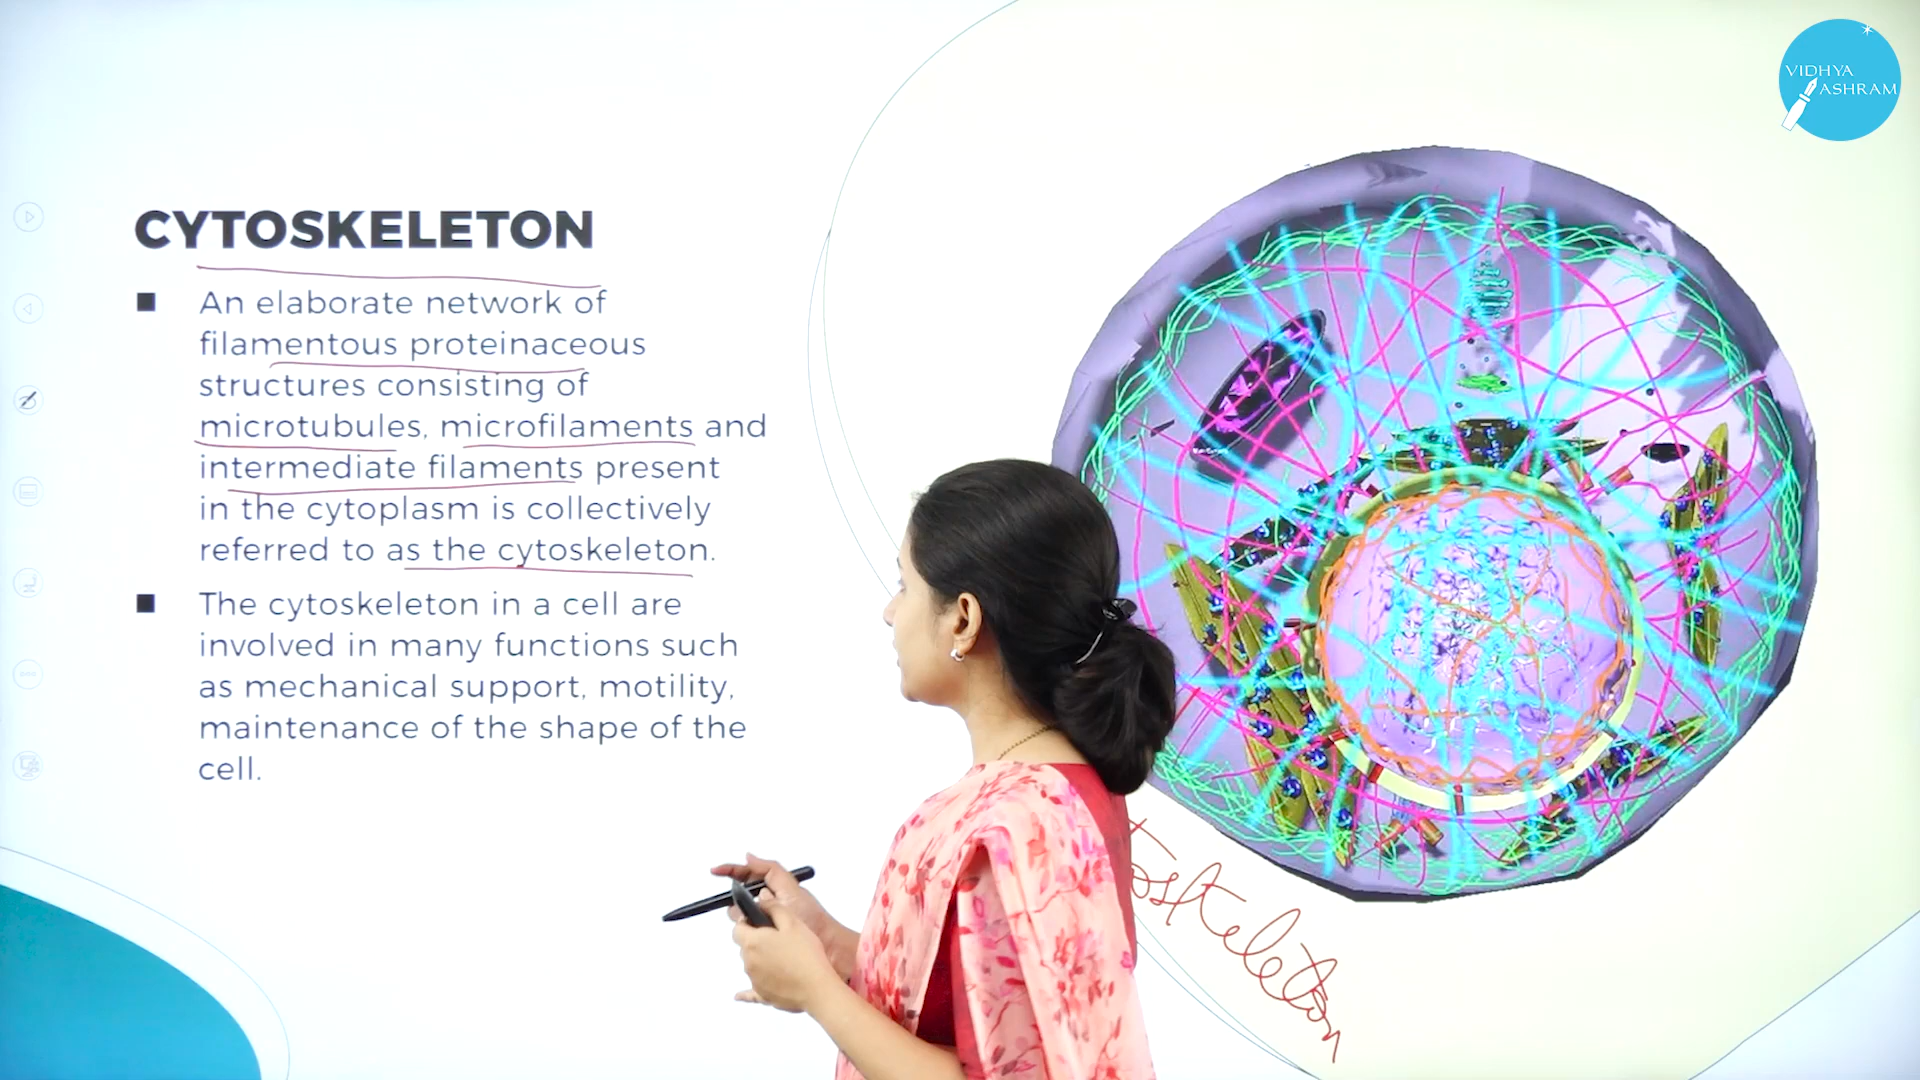 VIDHYA
ASHRAM
CYTOSKELETON
An elaborate network of
filamentous proteinaceous
structures consisting of
microtubules, microfilaments and
intermediate filaments present
in the cytoplasm is collectively
referred to as the cytoskeleton.
The cytoskeleton in a cell are
involved in many functions such
as mechanical support, motility,
maintenance of the shape of the
cell.